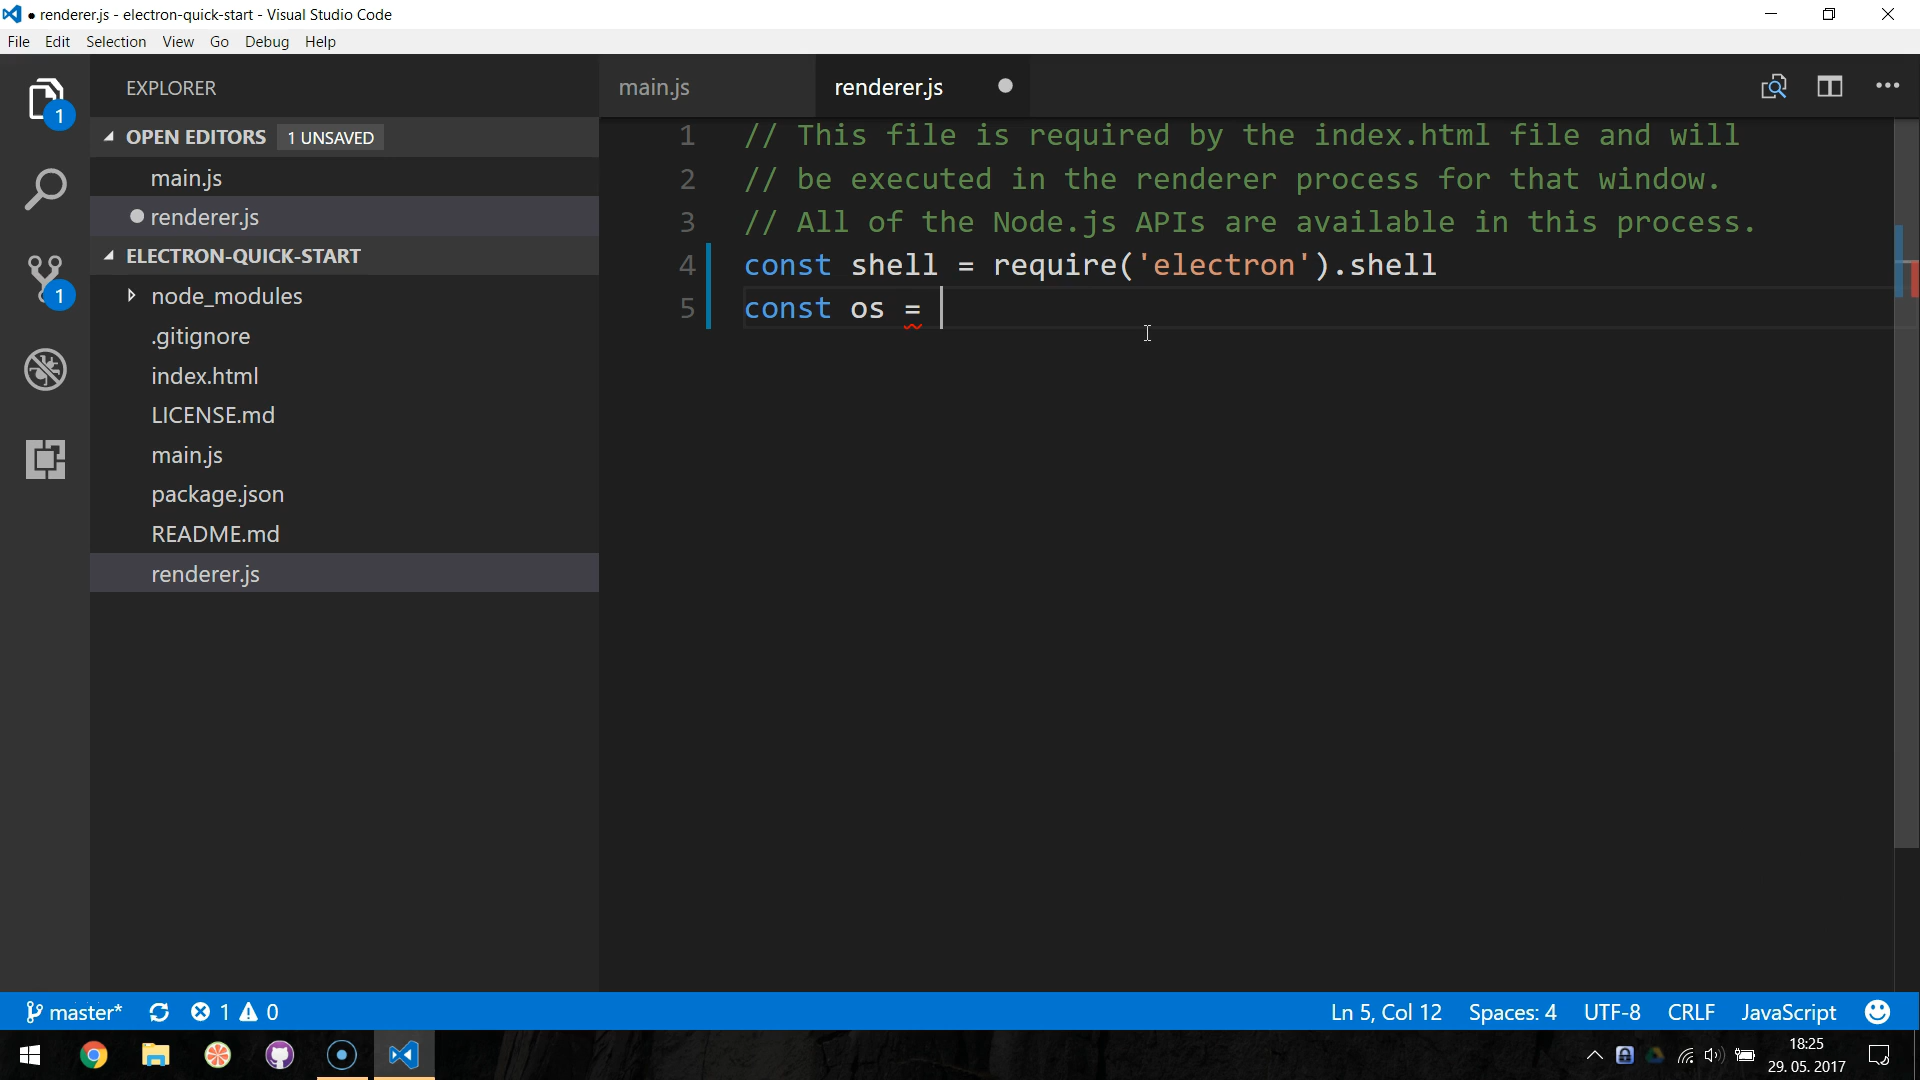 ● renderer.js - electron-quick-start - Visual Studio Code
File Edit Selection View Go Debug Help
EXPLORER
1
OPEN EDITORS 1 UNSAVED
main.js
● renderer.js
ELECTRON-QUICK-START
1
node_modules
.gitignore
index.html
LICENSE.md
main.js
package.json
README.md
renderer.js
main.js renderer.js ●
1 // This file is required by the index.html file and will
2 // be executed in the renderer process for that window.
3 // All of the Node.js APIs are available in this process.
4 const shell = require('electron').shell
5 const os =
master* 1 0 Ln 5, Col 12 Spaces: 4 UTF-8 CRLF JavaScript
18:25
29. 05. 2017